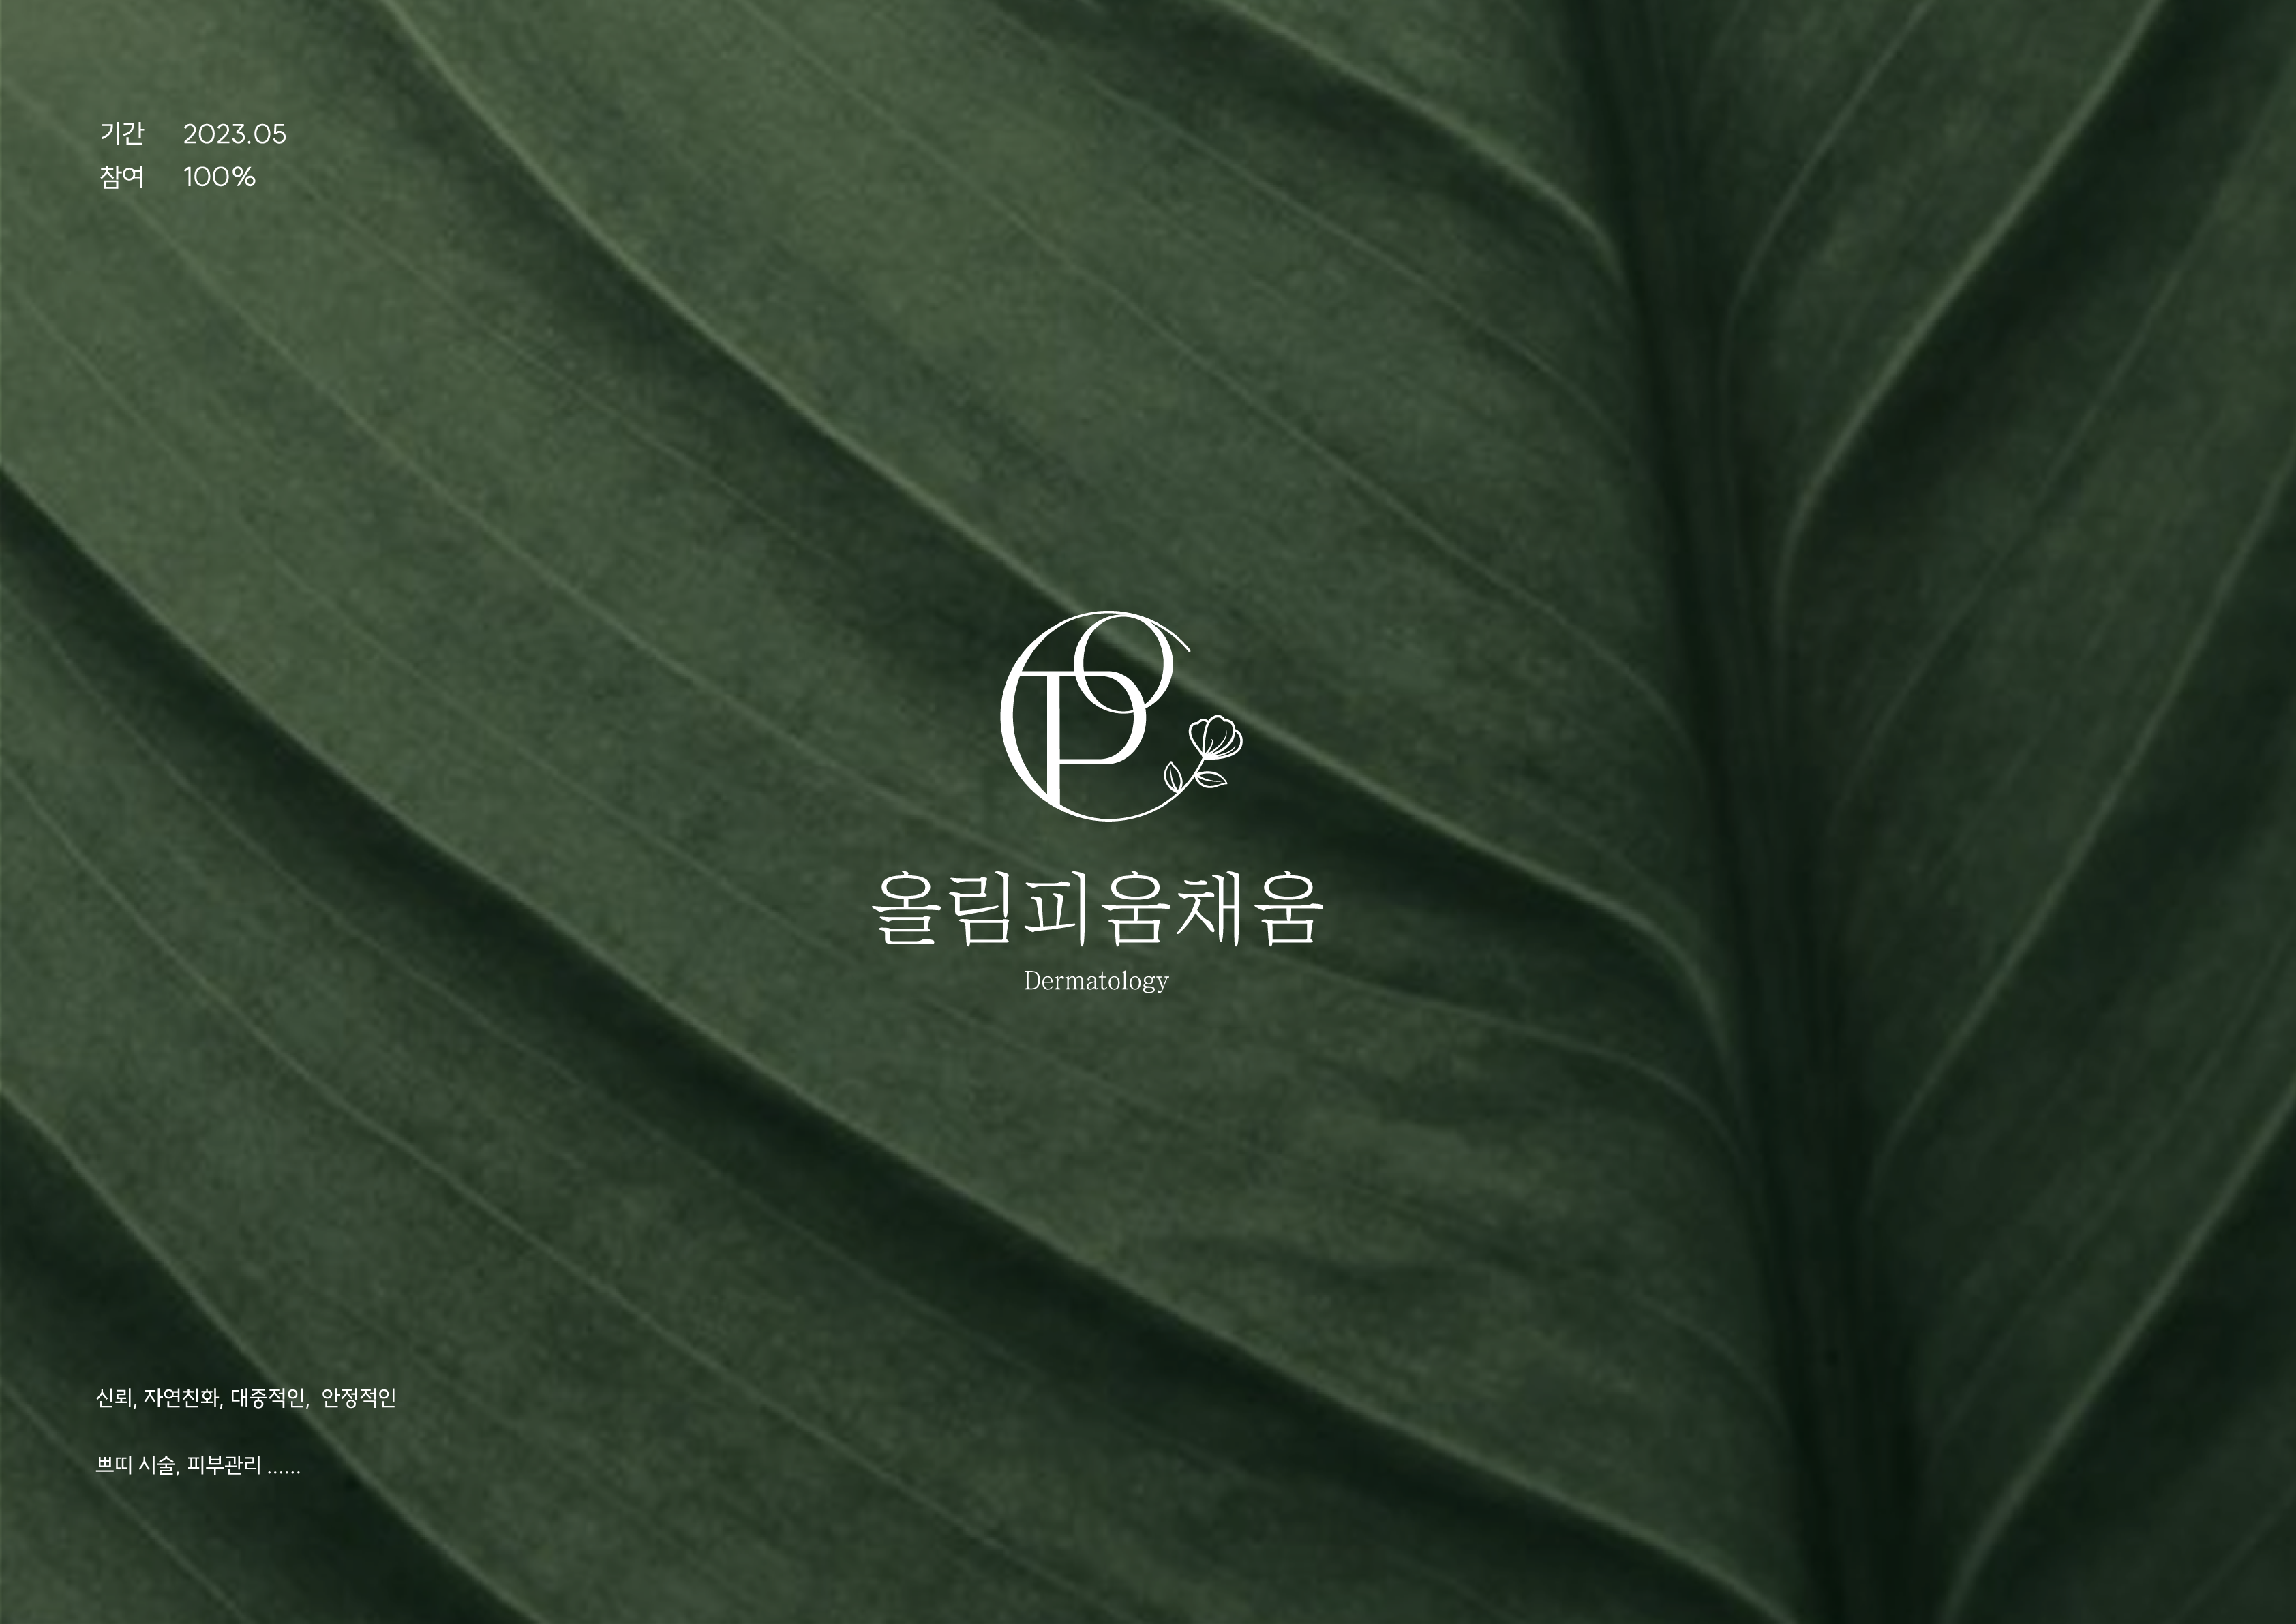 기간 2023.05
참여 100%
올림피움채움
Dermatology
신뢰, 자연친화, 대중적인, 안정적인
쁘띠 시술, 피부관리 ......